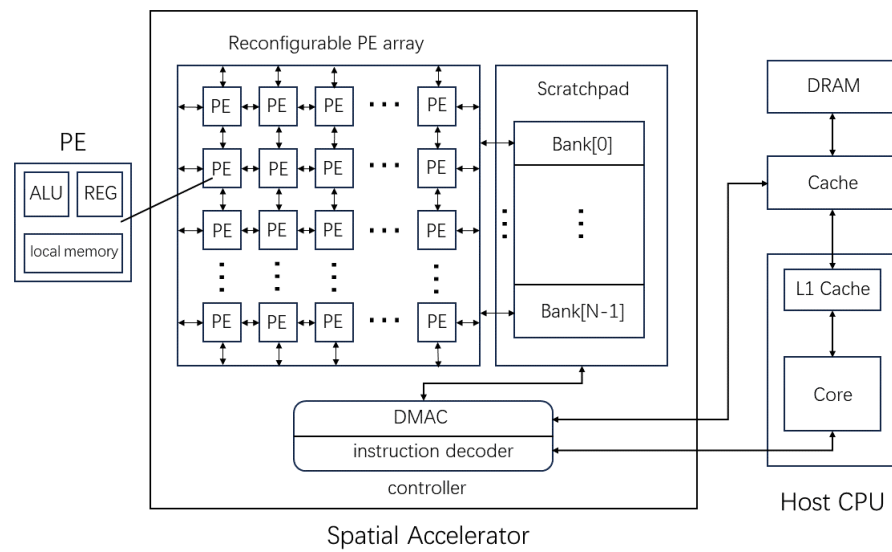 Reconfigurable PE array
Scratchpad
DRAM
PE PE PE ... PE
Bank[0]
PE
PE PE PE ... PE
Cache
ALU REG
PE PE PE ... PE
local memory
L1 Cache
PE PE PE ... PE
Bank[N-1]
Core
DMAC
instruction decoder
controller
Host CPU
Spatial Accelerator